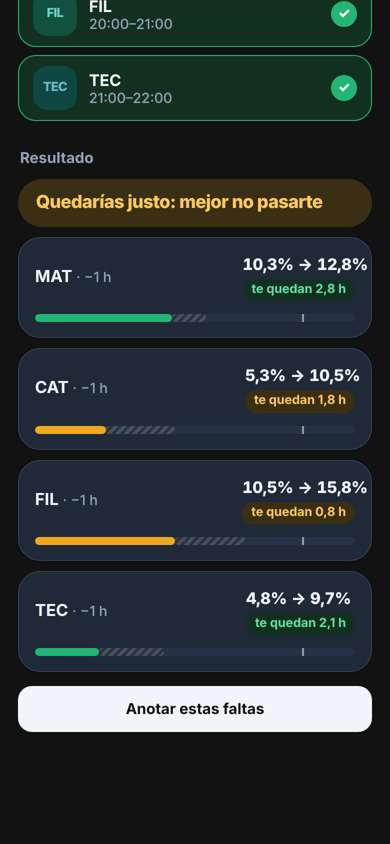 FIL
FIL
20:00–21:00
TEC
TEC
21:00–22:00
Resultado
Quedarías justo: mejor no pasarte
MAT · −1 h
10,3% → 12,8%
te quedan 2,8 h
CAT · −1 h
5,3% → 10,5%
te quedan 1,8 h
FIL · −1 h
10,5% → 15,8%
te quedan 0,8 h
TEC · −1 h
4,8% → 9,7%
te quedan 2,1 h
Anotar estas faltas